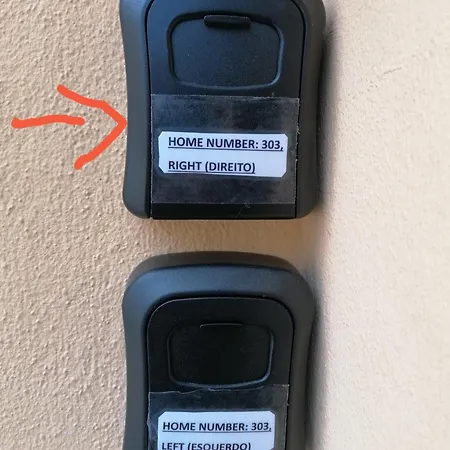 HOME NUMBER: 303,
RIGHT (DIREITO)
HOME NUMBER: 303,
LEFT (ESQUERDO)